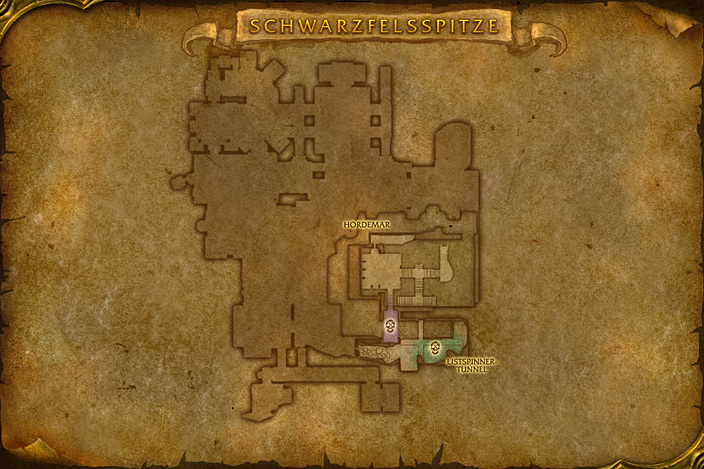 SCHWARZFELSSPITZE
HORDEMAR
LISTSPINNER-
TUNNEL